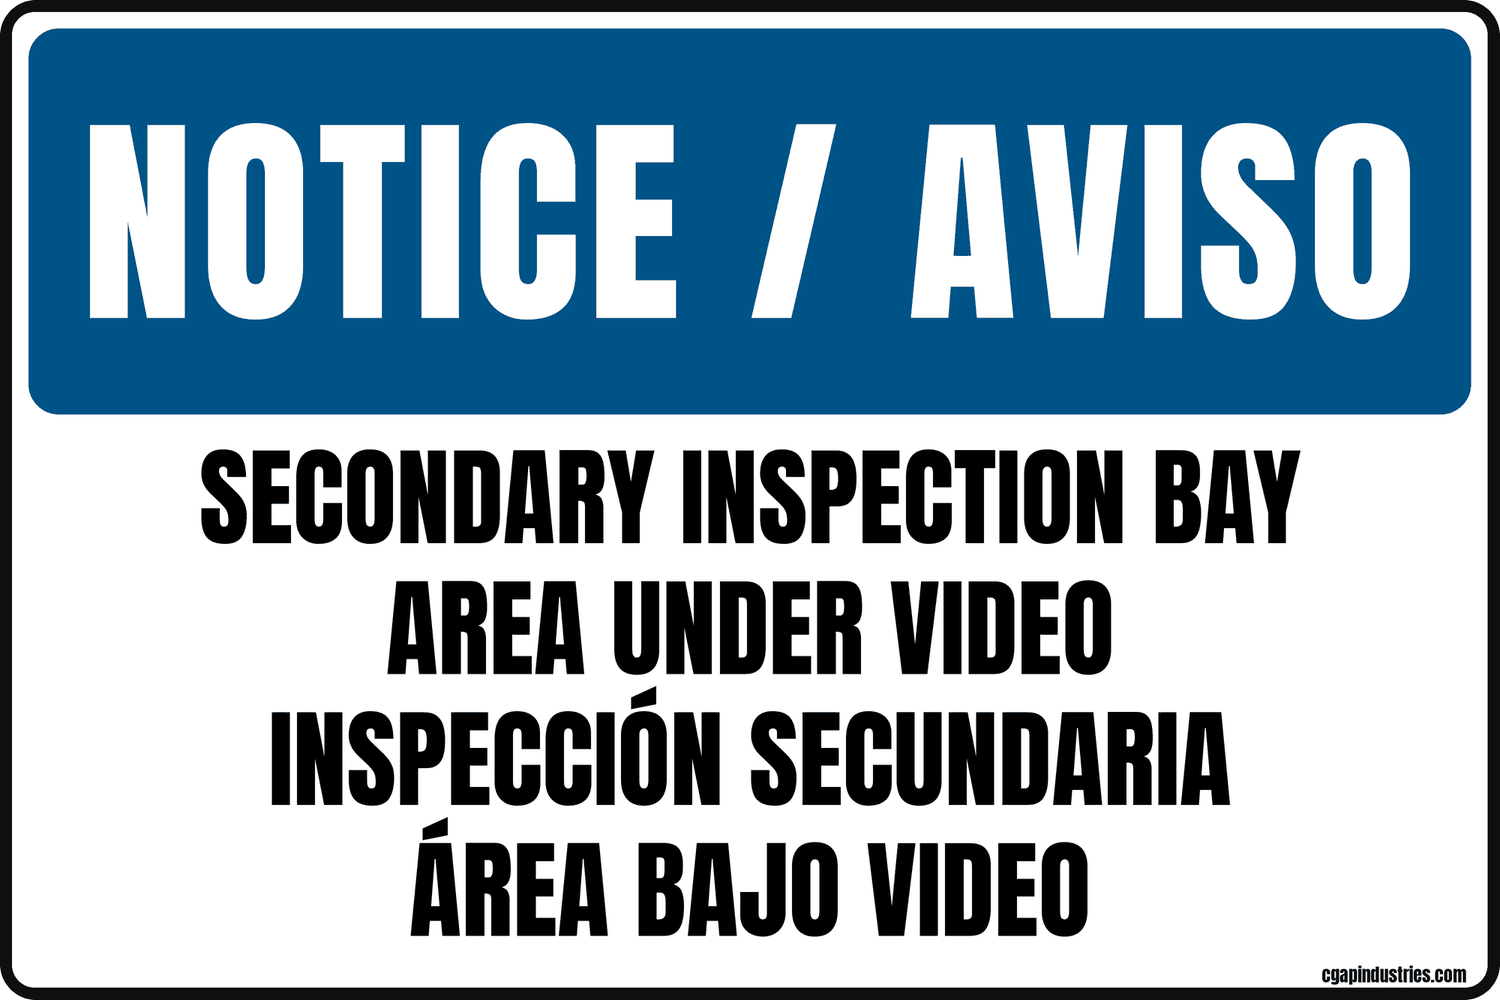 NOTICE / AVISO
SECONDARY INSPECTION BAY
AREA UNDER VIDEO
INSPECCIÓN SECUNDARIA
ÁREA BAJO VIDEO
cgapindustries.com